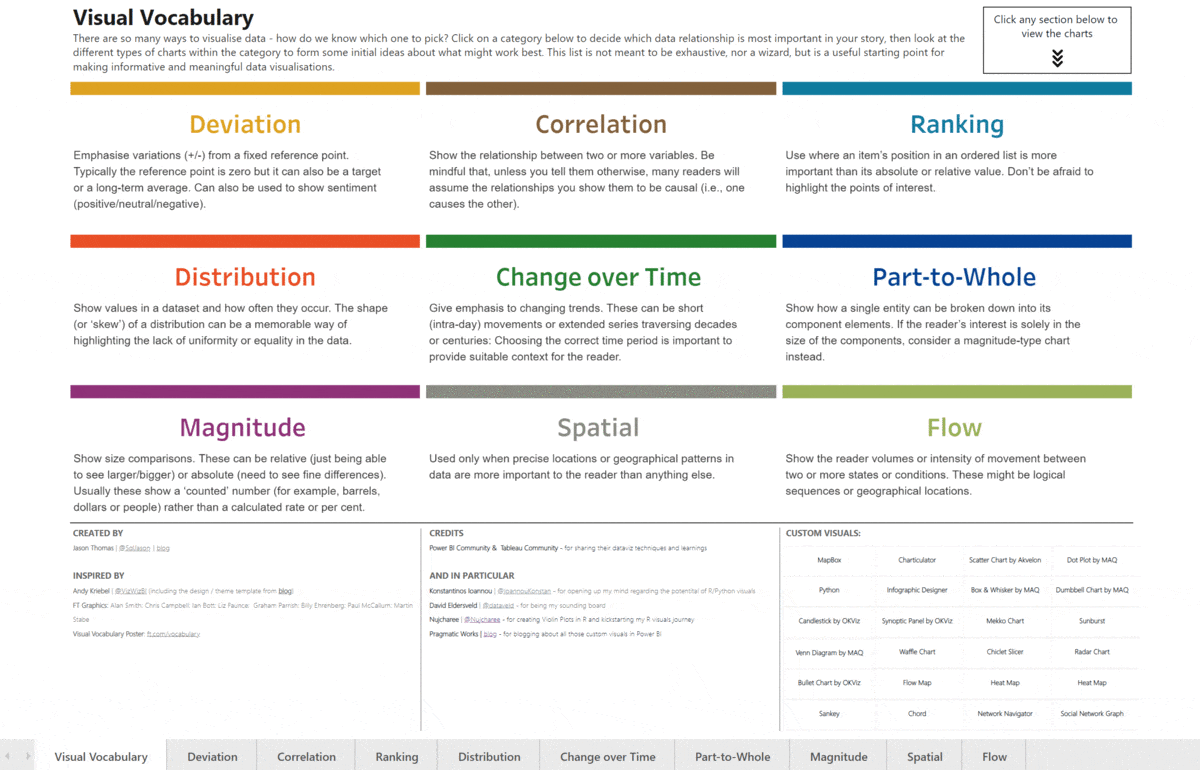 Visual Vocabulary
There are so many ways to visualise data - how do we know which one to pick? Click on a category below to decide which data relationship is most important in your story, then look at the
different types of charts within the category to form some initial ideas about what might work best. This list is not meant to be exhaustive, nor a wizard, but is a useful starting point for
making informative and meaningful data visualisations.
Click any section below to
view the charts
Deviation
Emphasise variations (+/-) from a fixed reference point.
Typically the reference point is zero but it can also be a target
or a long-term average. Can also be used to show sentiment
(positive/neutral/negative).
Correlation
Show the relationship between two or more variables. Be
mindful that, unless you tell them otherwise, many readers will
assume the relationships you show them to be causal (i.e., one
causes the other).
Ranking
Use where an item's position in an ordered list is more
important than its absolute or relative value. Don't be afraid to
highlight the points of interest.
Distribution
Show values in a dataset and how often they occur. The shape
(or ‘skew’) of a distribution can be a memorable way of
highlighting the lack of uniformity or equality in the data.
Change over Time
Give emphasis to changing trends. These can be short
(intra-day) movements or extended series traversing decades
or centuries: Choosing the correct time period is important to
provide suitable context for the reader.
Part-to-Whole
Show how a single entity can be broken down into its
component elements. If the reader's interest is solely in the
size of the components, consider a magnitude-type chart
instead.
Magnitude
Show size comparisons. These can be relative (just being able
to see larger/bigger) or absolute (need to see fine differences).
Usually these show a ‘counted’ number (for example, barrels,
dollars or people) rather than a calculated rate or per cent.
Spatial
Used only when precise locations or geographical patterns in
data are more important to the reader than anything else.
Flow
Show the reader volumes or intensity of movement between
two or more states or conditions. These might be logical
sequences or geographical locations.
CREATED BY
Jason Thomas | @SqlJason | blog
INSPIRED BY
Andy Kriebel | @VizWizBI (including the design / theme template from blog)
FT Graphics: Alan Smith; Chris Campbell; Ian Bott; Liz Faunce; Graham Parrish; Billy Ehrenberg; Paul McCallum; Martin
Stabe
Visual Vocabulary Poster: ft.com/vocabulary
CREDITS
Power BI Community & Tableau Community - for sharing their dataviz techniques and learnings
AND IN PARTICULAR
Konstantinos Ioannou | @IoannouKonstan - for opening up my mind regarding the potential of R/Python visuals
David Eldersveld | @dataveld - for being my sounding board
Nujcharee | @Nujcharee - for creating Violin Plots in R and kickstarting my R visuals journey
Pragmatic Works | blog - for blogging about all those custom visuals in Power BI
CUSTOM VISUALS:
MapBox Charticulator Scatter Chart by Akvelon Dot Plot by MAQ
Python Infographic Designer Box & Whisker by MAQ Dumbbell Chart by MAQ
Candlestick by OKViz Synoptic Panel by OKViz Mekko Chart Sunburst
Venn Diagram by MAQ Waffle Chart Chiclet Slicer Radar Chart
Bullet Chart by OKViz Flow Map Heat Map Heat Map
Sankey Chord Network Navigator Social Network Graph
Visual Vocabulary Deviation Correlation Ranking Distribution Change over Time Part-to-Whole Magnitude Spatial Flow